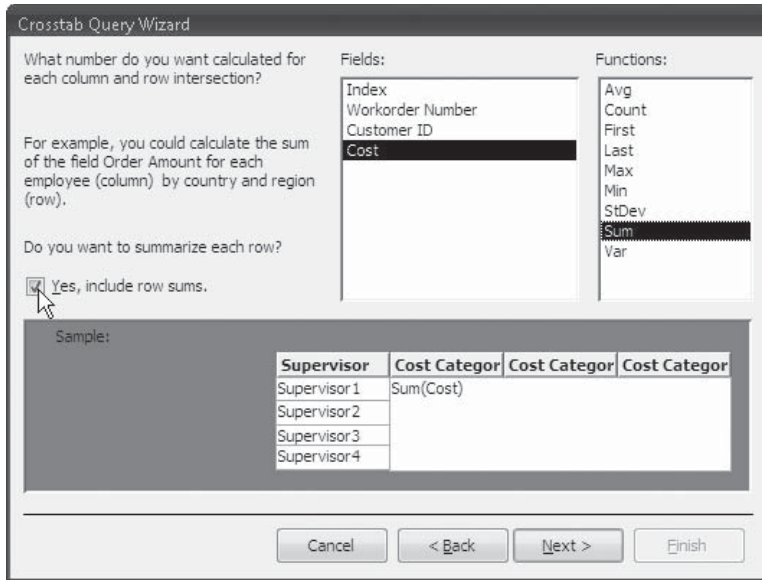 Crosstab Query Wizard
What number do you want calculated for
each column and row intersection?
For example, you could calculate the sum
of the field Order Amount for each
employee (column) by country and region
(row).
Do you want to summarize each row?
Yes, include row sums.
Fields:
Index
Workorder Number
Customer ID
Cost
Functions:
Avg
Count
First
Last
Max
Min
StDev
Sum
Var
Sample:
Supervisor Cost Categor Cost Categor Cost Categor
Supervisor1 Sum(Cost)
Supervisor2
Supervisor3
Supervisor4
Cancel < Back Next > Finish